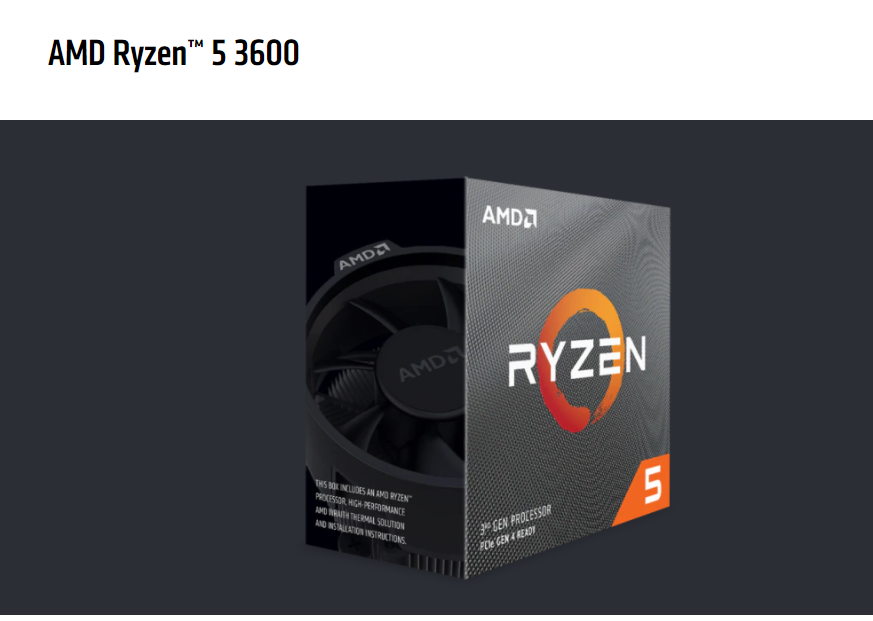 AMD Ryzen™ 5 3600
AMD
AMD
AMD
RYZEN
5
THIS BOX INCLUDES AN AMD RYZEN™
PROCESSOR, HIGH-PERFORMANCE
AMD WRAITH THERMAL SOLUTION
AND INSTALLATION INSTRUCTIONS.
3RD GEN PROCESSOR
PCIe GEN 4 READY